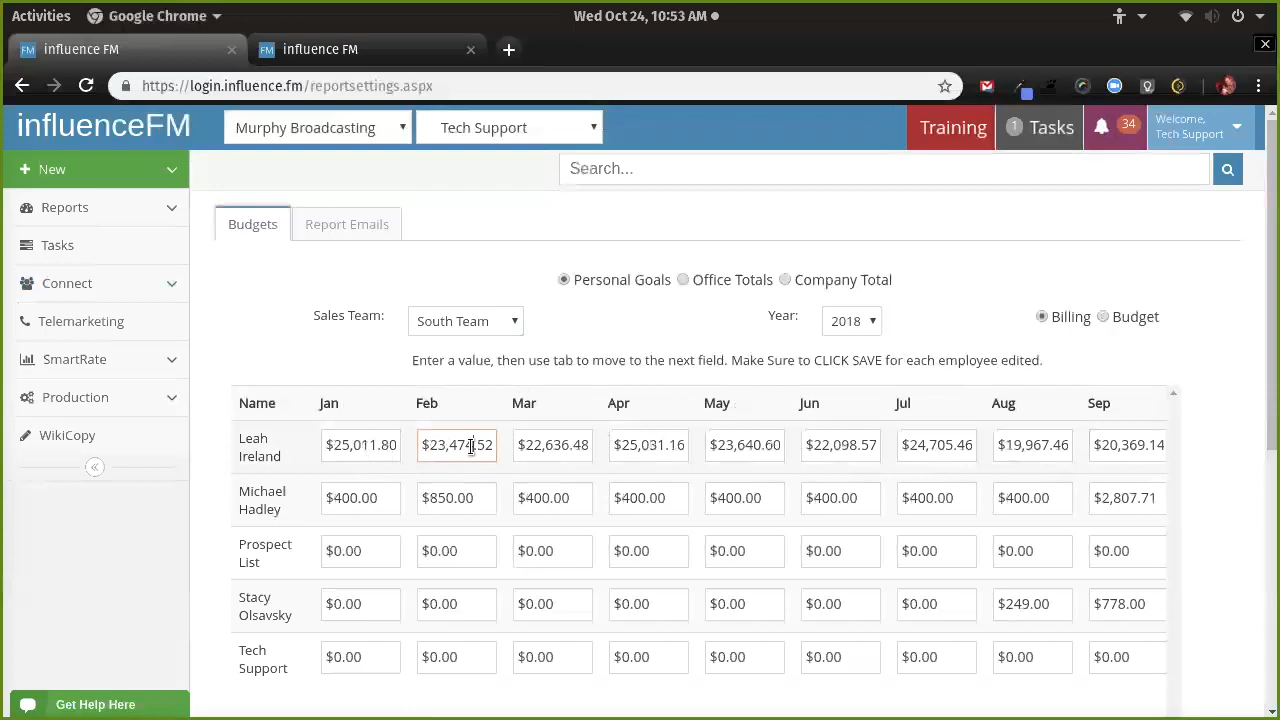 Activities Google Chrome Wed Oct 24, 10:53 AM
FM influence FM FM influence FM
https://login.influence.fm/reportsettings.aspx
influenceFM Murphy Broadcasting Tech Support Training 1 Tasks 34 Welcome, Tech Support
New
Search...
Reports
Budgets Report Emails
Tasks
Connect
Personal Goals Office Totals Company Total
Telemarketing
Sales Team: South Team Year: 2018 Billing Budget
SmartRate
Enter a value, then use tab to move to the next field. Make Sure to CLICK SAVE for each employee edited.
Production
WikiCopy
Name Jan Feb Mar Apr May Jun Jul Aug Sep
Leah Ireland $25,011.80 $23,474.52 $22,636.48 $25,031.16 $23,640.60 $22,098.57 $24,705.46 $19,967.46 $20,369.14
Michael Hadley $400.00 $850.00 $400.00 $400.00 $400.00 $400.00 $400.00 $400.00 $2,807.71
Prospect List $0.00 $0.00 $0.00 $0.00 $0.00 $0.00 $0.00 $0.00 $0.00
Stacy Olsavsky $0.00 $0.00 $0.00 $0.00 $0.00 $0.00 $0.00 $249.00 $778.00
Tech Support $0.00 $0.00 $0.00 $0.00 $0.00 $0.00 $0.00 $0.00 $0.00
Get Help Here